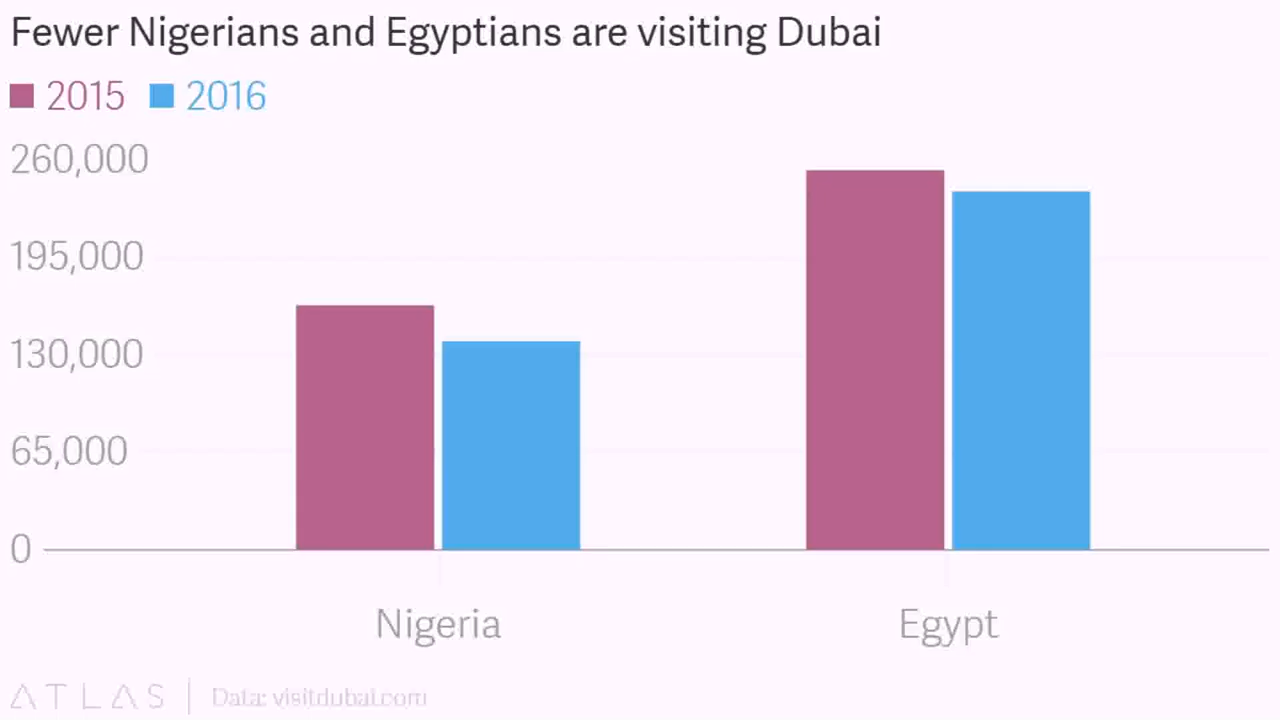 Fewer Nigerians and Egyptians are visiting Dubai
2015 2016
260,000
195,000
130,000
65,000
0
Nigeria Egypt
ATLAS | Data: visitdubai.com